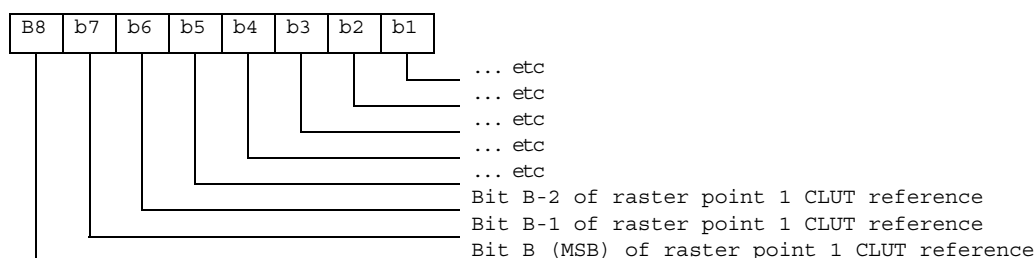 B8 b7 b6 b5 b4 b3 b2 b1
... etc
... etc
... etc
... etc
... etc
Bit B-2 of raster point 1 CLUT reference
Bit B-1 of raster point 1 CLUT reference
Bit B (MSB) of raster point 1 CLUT reference